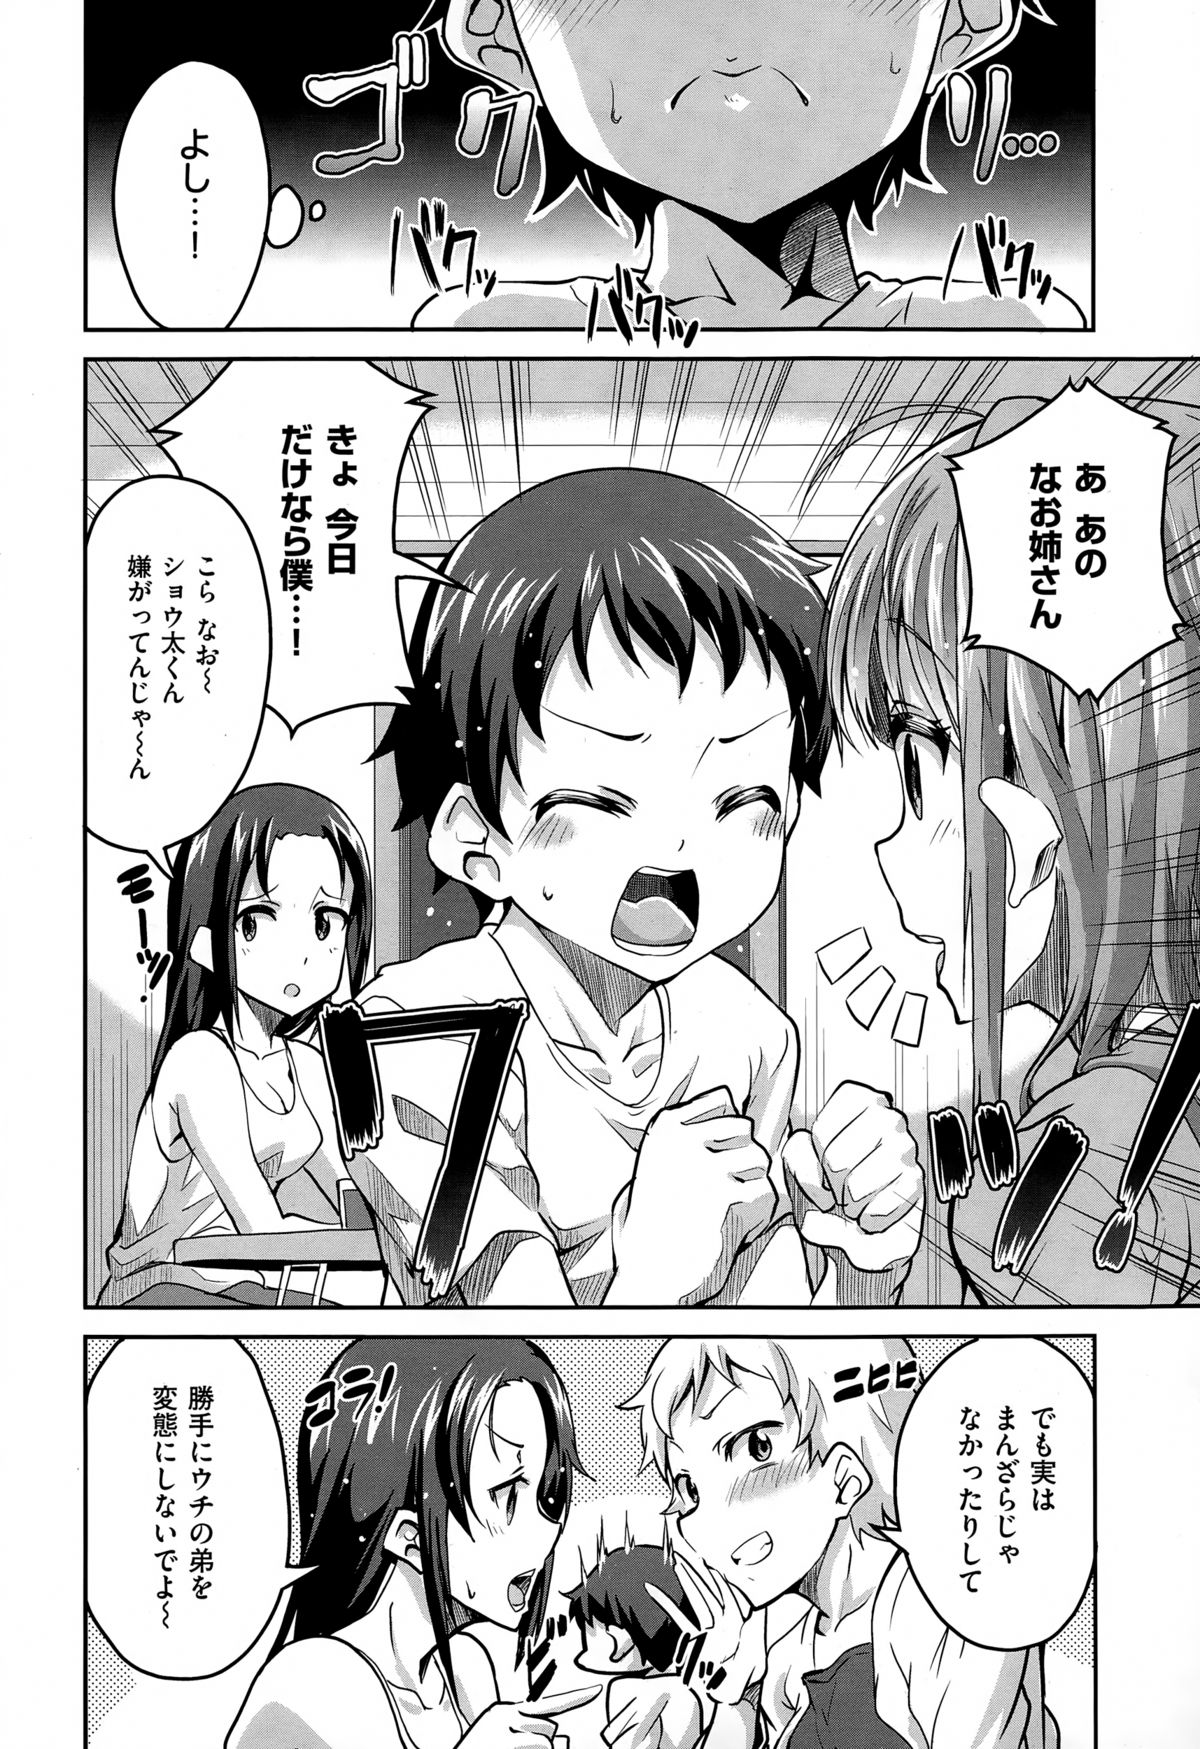 ゴクリ…
よし…！
バクッ
バクッ
バクッ
あ あの
なお姉さん
きょ 今日
だけなら僕…！
こら なお～
ショウ太くん
嫌がってんじゃ～ん
モーッ！
でも実は
まんざらじゃ
なかったりして
ニヒヒ
コラ！
勝手にウチの弟を
変態にしないでよ～